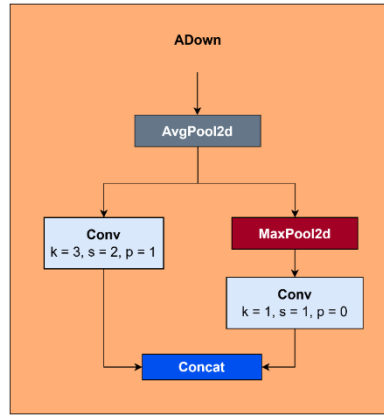 ADown
AvgPool2d
Conv
k = 3, s = 2, p = 1
MaxPool2d
Conv
k = 1, s = 1, p = 0
Concat